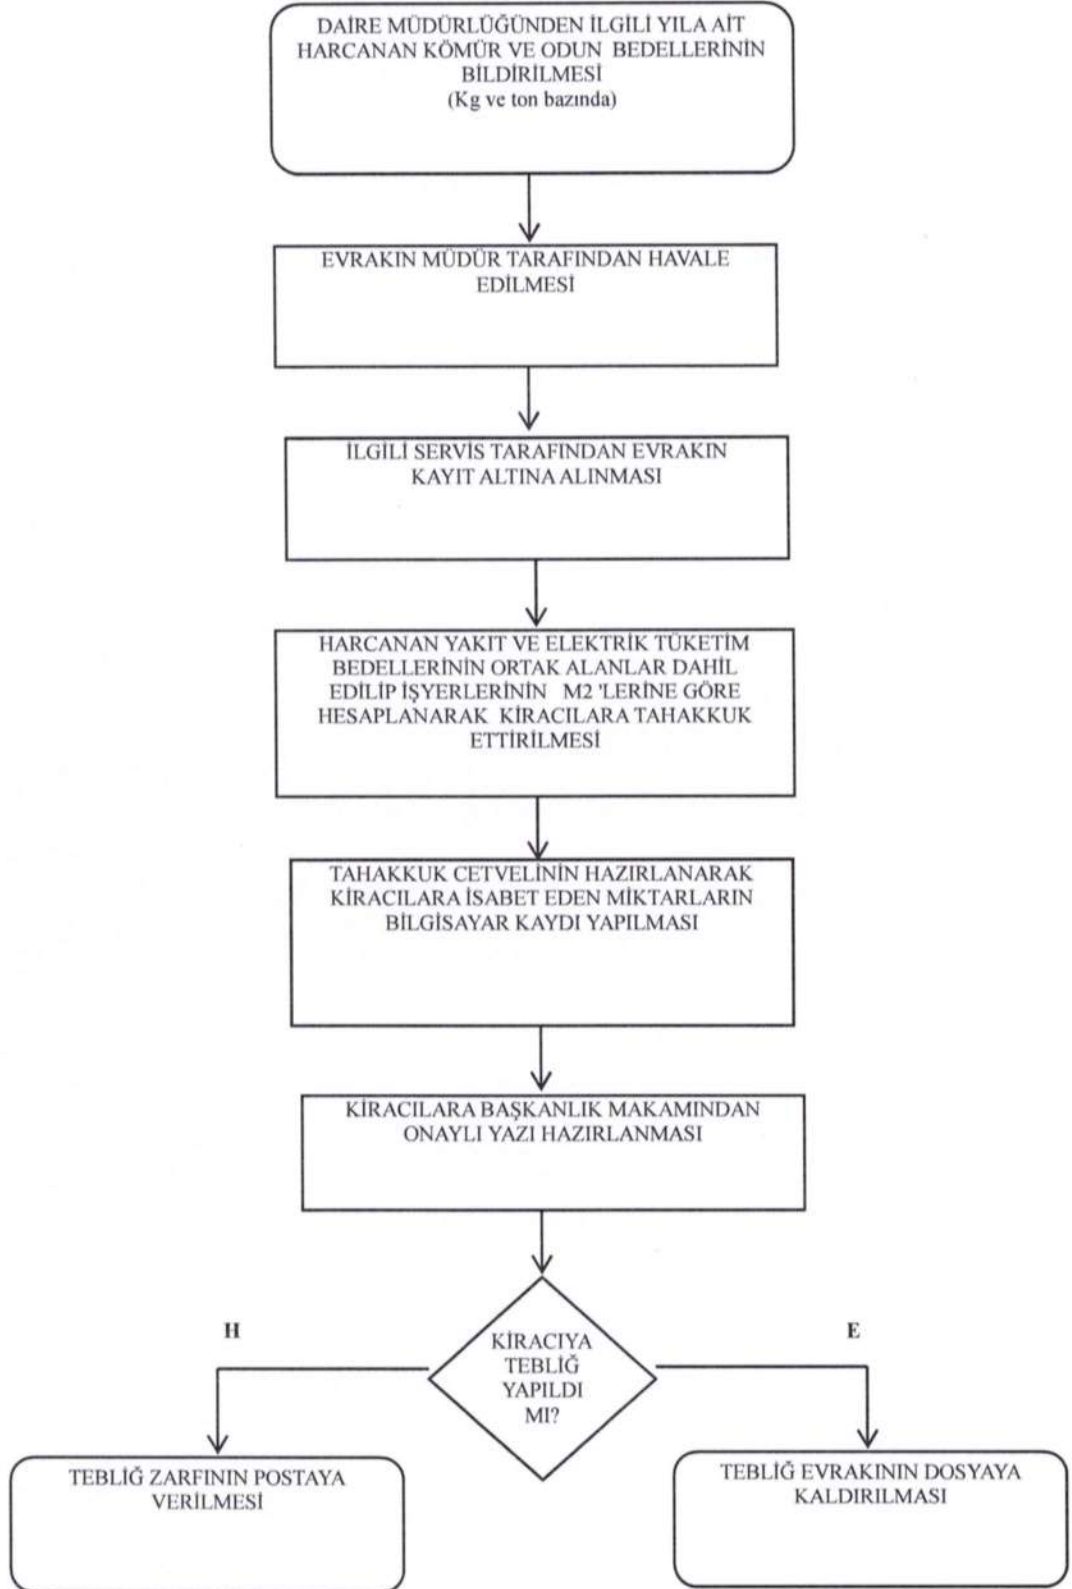 DAİRE MÜDÜRLÜĞÜNDEN İLGİLİ YILA AİT
HARCANAN KÖMÜR VE ODUN BEDELLERİNİN
BİLDİRİLMESİ
(Kg ve ton bazında)
EVRAKIN MÜDÜR TARAFINDAN HAVALE
EDİLMESİ
İLGİLİ SERVİS TARAFINDAN EVRAKIN
KAYIT ALTINA ALINMASI
HARCANAN YAKIT VE ELEKTRİK TÜKETİM
BEDELLERİNİN ORTAK ALANLAR DAHİL
EDİLİP İŞYERLERİNİN M2 'LERİNE GÖRE
HESAPLANARAK KİRACILARA TAHAKKUK
ETTİRİLMESİ
TAHAKKUK CETVELİNİN HAZIRLANARAK
KİRACILARA İSABET EDEN MİKTARLARIN
BİLGİSAYAR KAYDI YAPILMASI
KİRACILARA BAŞKANLIK MAKAMINDAN
ONAYLI YAZI HAZIRLANMASI
KİRACIYA
TEBLİĞ
YAPILDI
MI?
H
E
TEBLİĞ ZARFININ POSTAYA
VERİLMESİ
TEBLİĞ EVRAKININ DOSYAYA
KALDIRILMASI